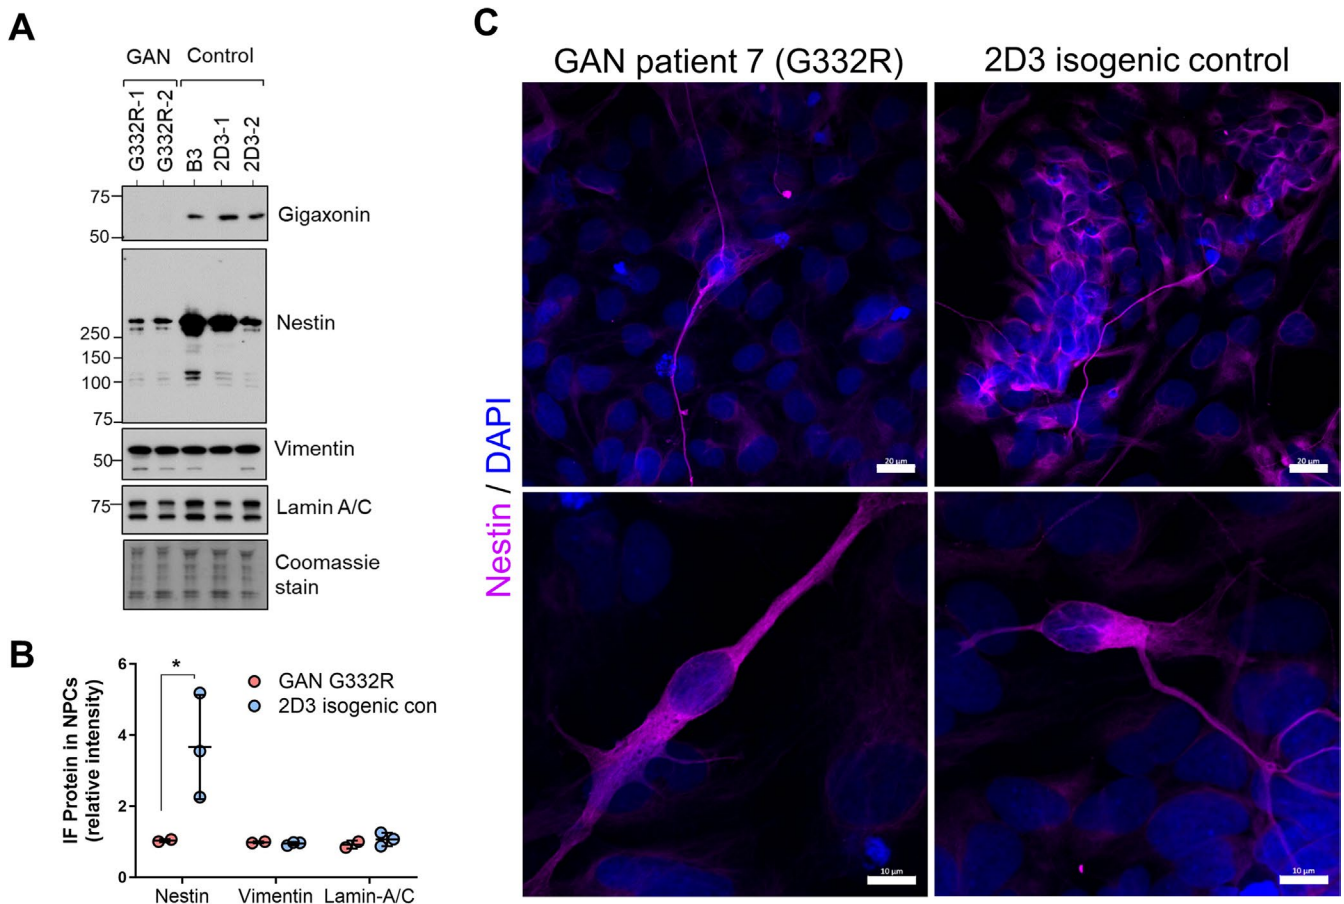 A
GAN
Control
G332R-1
G332R-2
B3
2D3-1
2D3-2
75
50
Gigaxonin
250
150
100
75
Nestin
50
Vimentin
75
Lamin A/C
Coomassie
stain
B
IF Protein in NPCs
(relative intensity)
6
4
2
0
*
GAN G332R
2D3 isogenic con
Nestin
Vimentin
Lamin-A/C
C
GAN patient 7 (G332R)
2D3 isogenic control
Nestin / DAPI
20 µm
20 µm
10 µm
10 µm